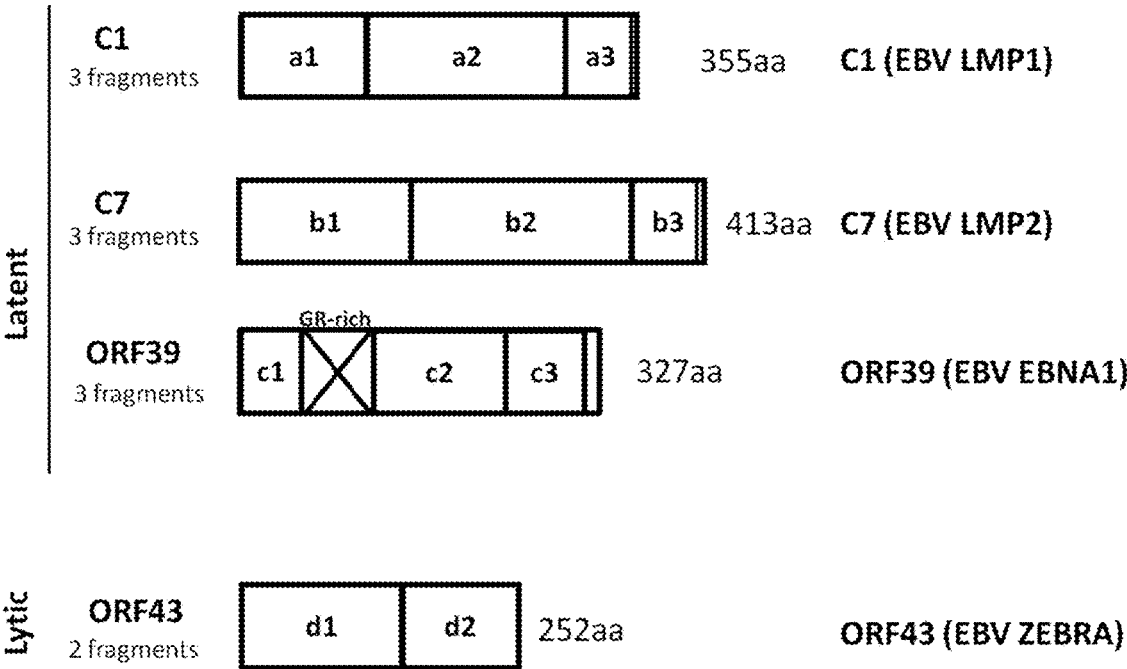 Latent
C1
3 fragments
a1 a2 a3
355aa
C1 (EBV LMP1)
C7
3 fragments
b1 b2 b3
413aa
C7 (EBV LMP2)
ORF39
3 fragments
GR-rich
c1 c2 c3
327aa
ORF39 (EBV EBNA1)
Lytic
ORF43
2 fragments
d1 d2
252aa
ORF43 (EBV ZEBRA)